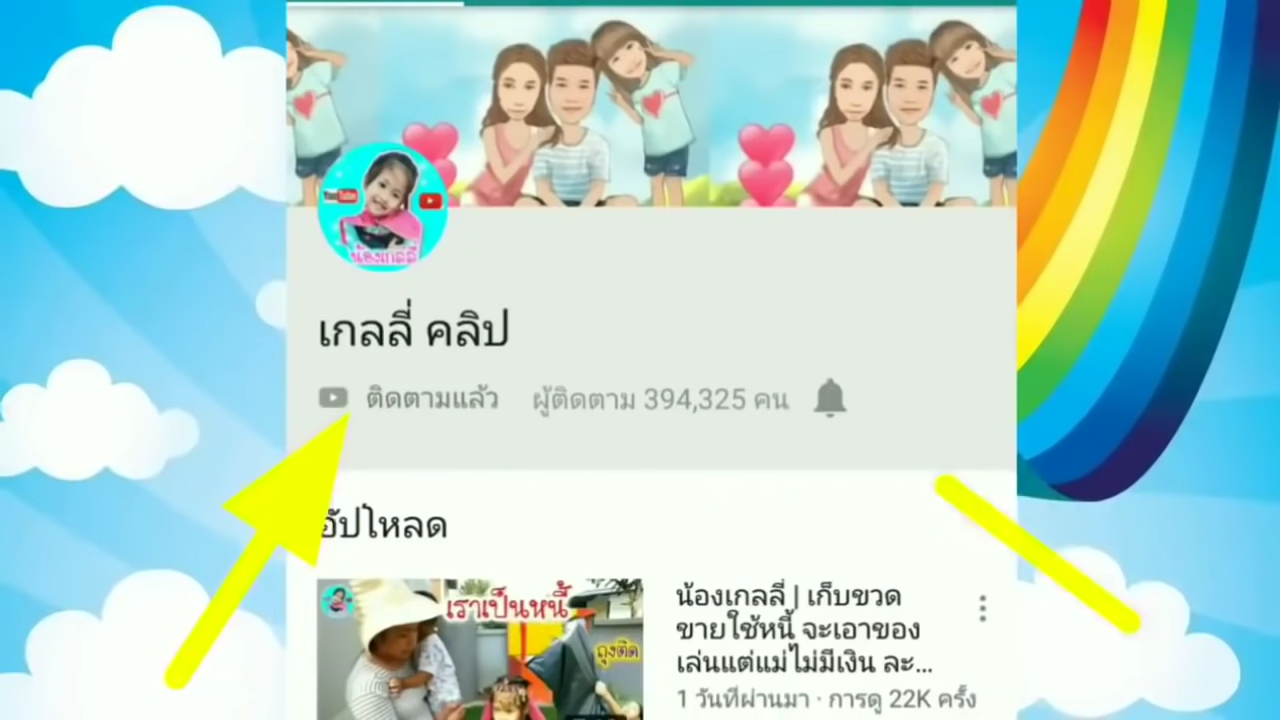 YouTube
น้องเกลลี่
เกลลี่ คลิป
ติดตามแล้ว ผู้ติดตาม 394,325 คน
อัปโหลด
เราเป็นหนี้
ถุงติด
น้องเกลลี่ | เก็บขวด
ขายใช้หนี้ จะเอาของ
เล่นแต่แม่ไม่มีเงิน ละ...
1 วันที่ผ่านมา · การดู 22K ครั้ง